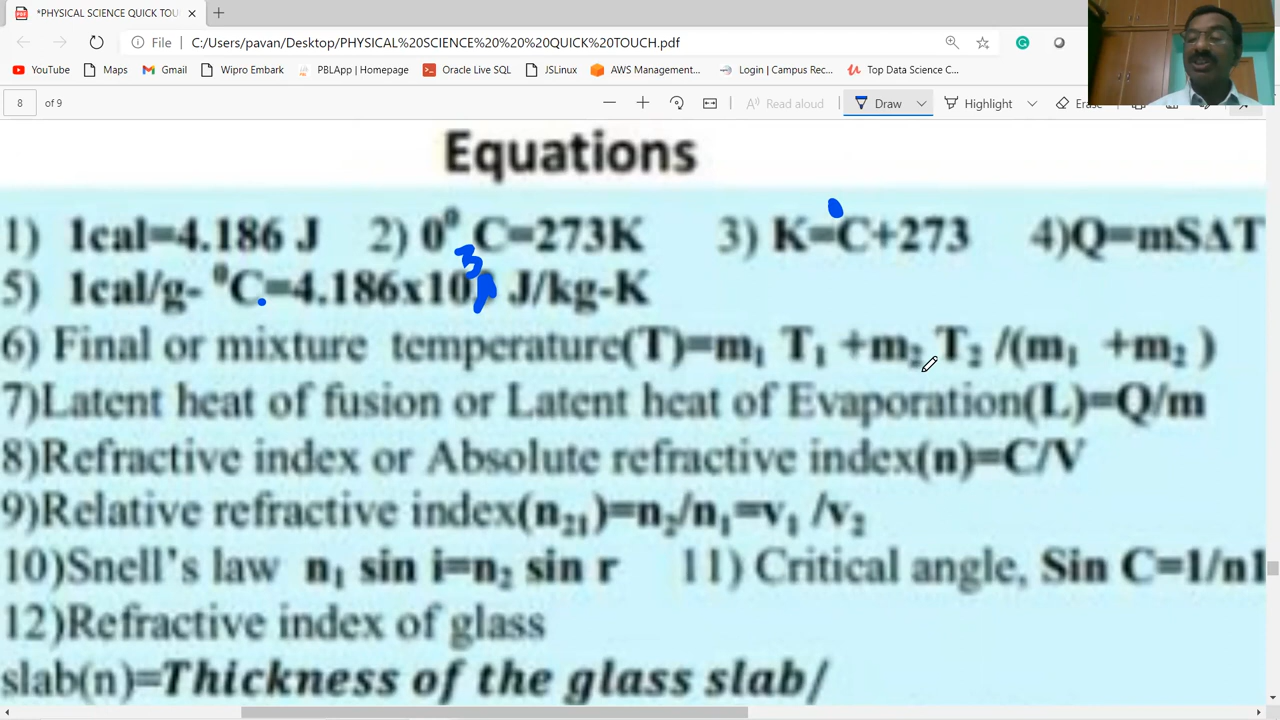 *PHYSICAL SCIENCE QUICK TOU
File C:/Users/pavan/Desktop/PHYSICAL%20SCIENCE%20%20%20QUICK%20TOUCH.pdf
YouTube Maps Gmail Wipro Embark PBLApp | Homepage Oracle Live SQL JSLinux AWS Management... Login | Campus Rec... Top Data Science C...
8 of 9 Read aloud Draw Highlight Erase
Equations
1) 1cal=4.186 J 2) 0⁰ C=273K 3) K=C+273 4)Q=mSΔT
5) 1cal/g- ⁰C=4.186x10³ J/kg-K
6) Final or mixture temperature(T)=m₁ T₁ +m₂ T₂ /(m₁ +m₂ )
7)Latent heat of fusion or Latent heat of Evaporation(L)=Q/m
8)Refractive index or Absolute refractive index(n)=C/V
9)Relative refractive index(n₂₁)=n₂/n₁=v₁ /v₂
10)Snell's law n₁ sin i=n₂ sin r 11) Critical angle, Sin C=1/n1
12)Refractive index of glass
slab(n)=Thickness of the glass slab/